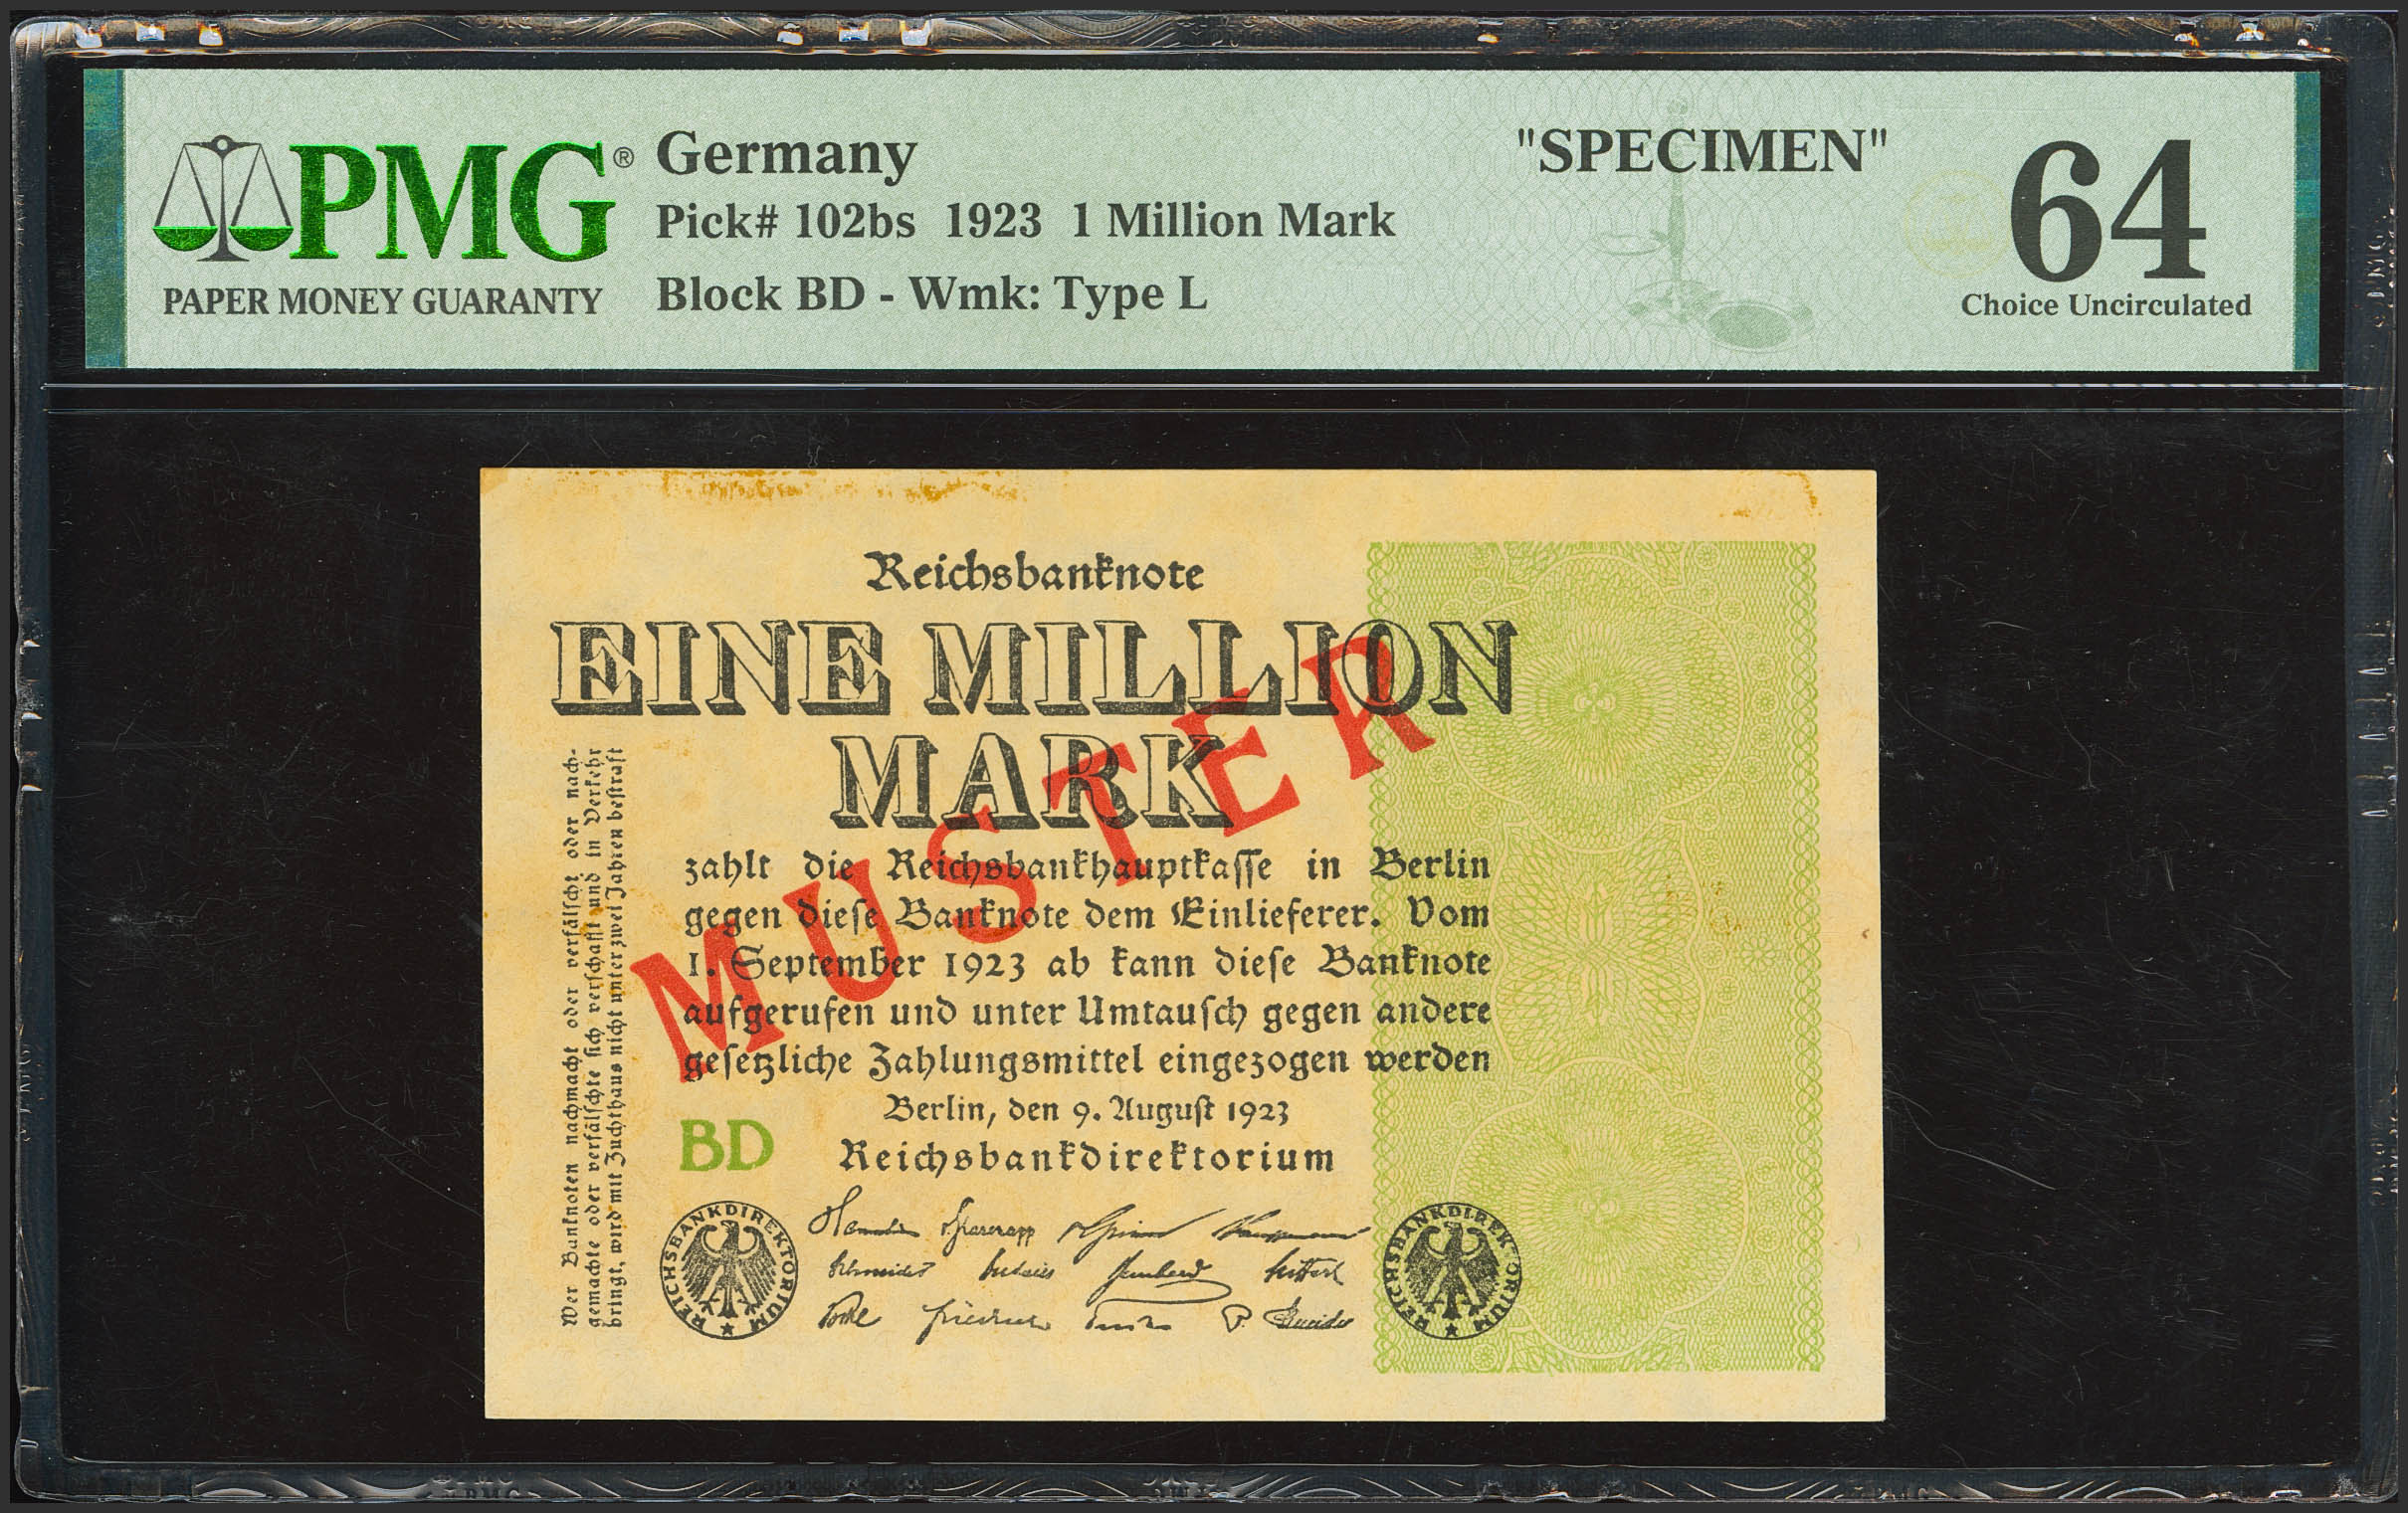 PMG®
PAPER MONEY GUARANTY
Germany
Pick# 102bs 1923 1 Million Mark
Block BD - Wmk: Type L
"SPECIMEN"
64
Choice Uncirculated
Reichsbanknote
EINE MILLION
MARK
MUSTER
zahlt die Reichsbankhauptkasse in Berlin
gegen diese Banknote dem Einlieferer. Vom
1. September 1923 ab kann diese Banknote
aufgerufen und unter Umtausch gegen andere
gesetzliche Zahlungsmittel eingezogen werden
Berlin, den 9. August 1923
BD
Reichsbankdirektorium
Wer Banknoten nachmacht oder verfälscht oder nach-
gemachte oder verfälschte sich verschafft und in Verkehr
bringt, wird mit Zuchthaus nicht unter zwei Jahren bestraft
REICHSBANKDIREKTORIUM
REICHSBANKDIREKTORIUM